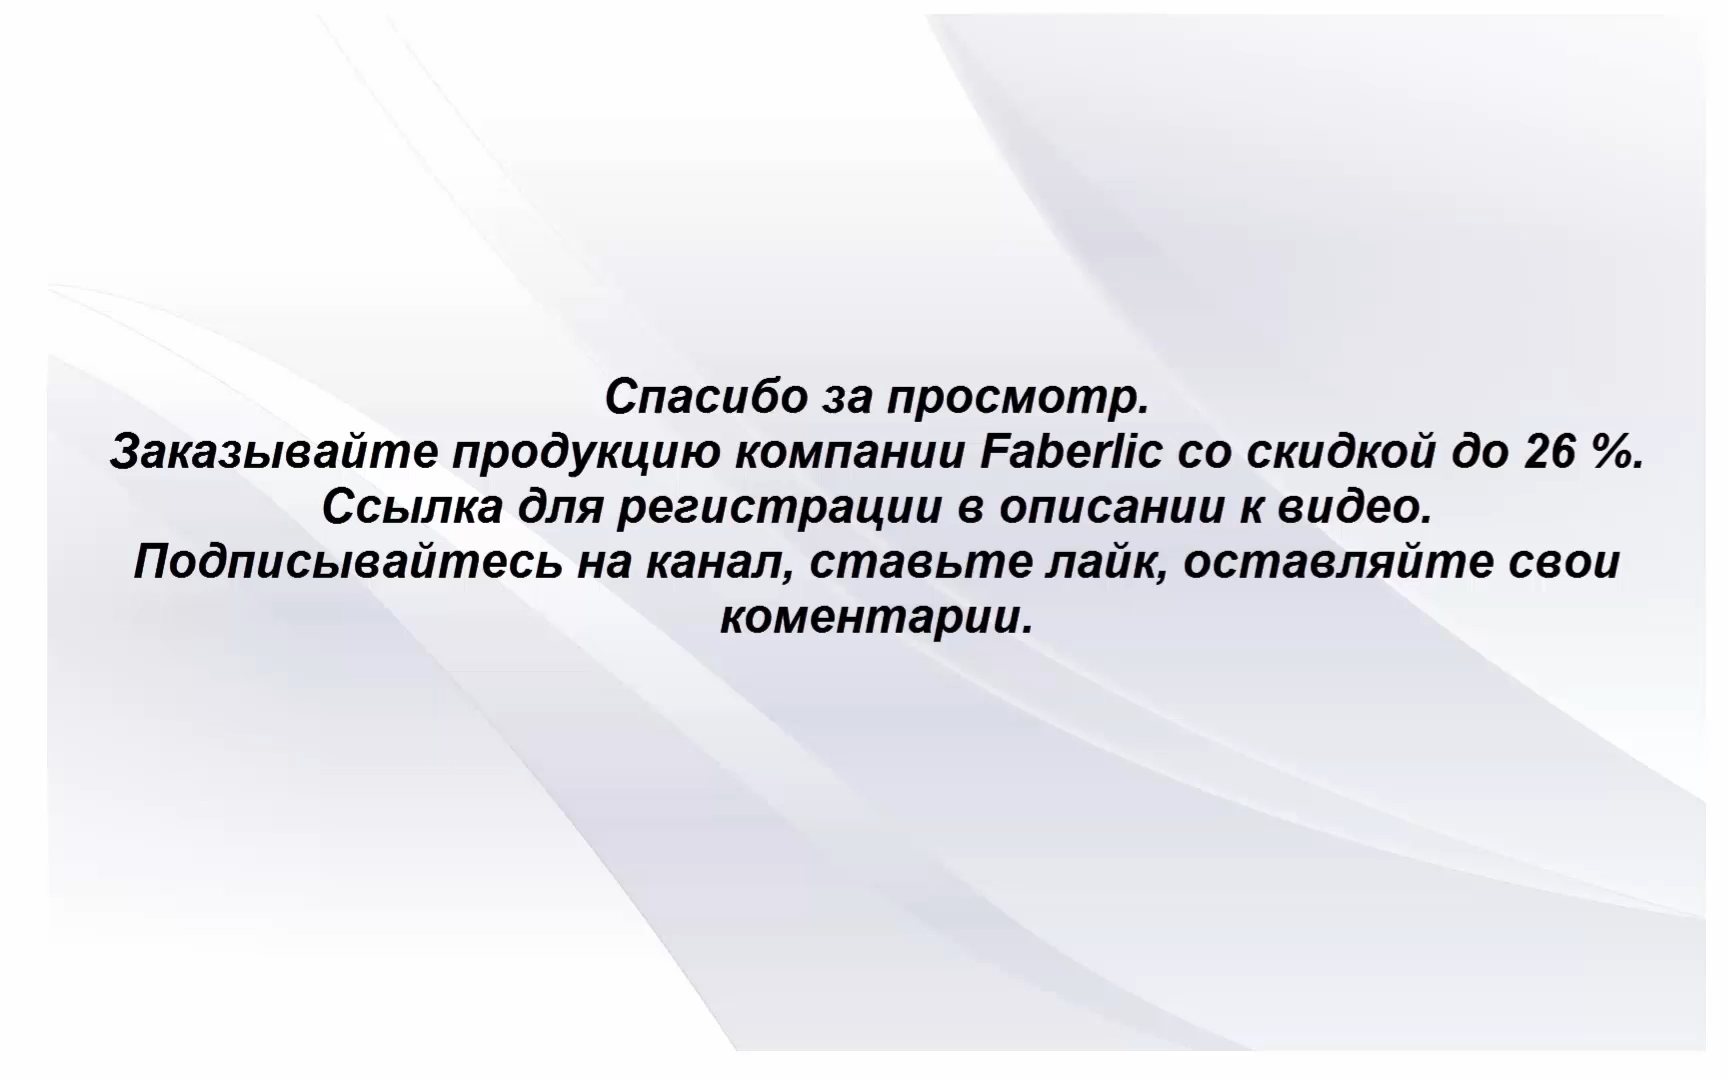 Спасибо за просмотр.
Заказывайте продукцию компании Faberlic со скидкой до 26 %.
Ссылка для регистрации в описании к видео.
Подписывайтесь на канал, ставьте лайк, оставляйте свои
коментарии.